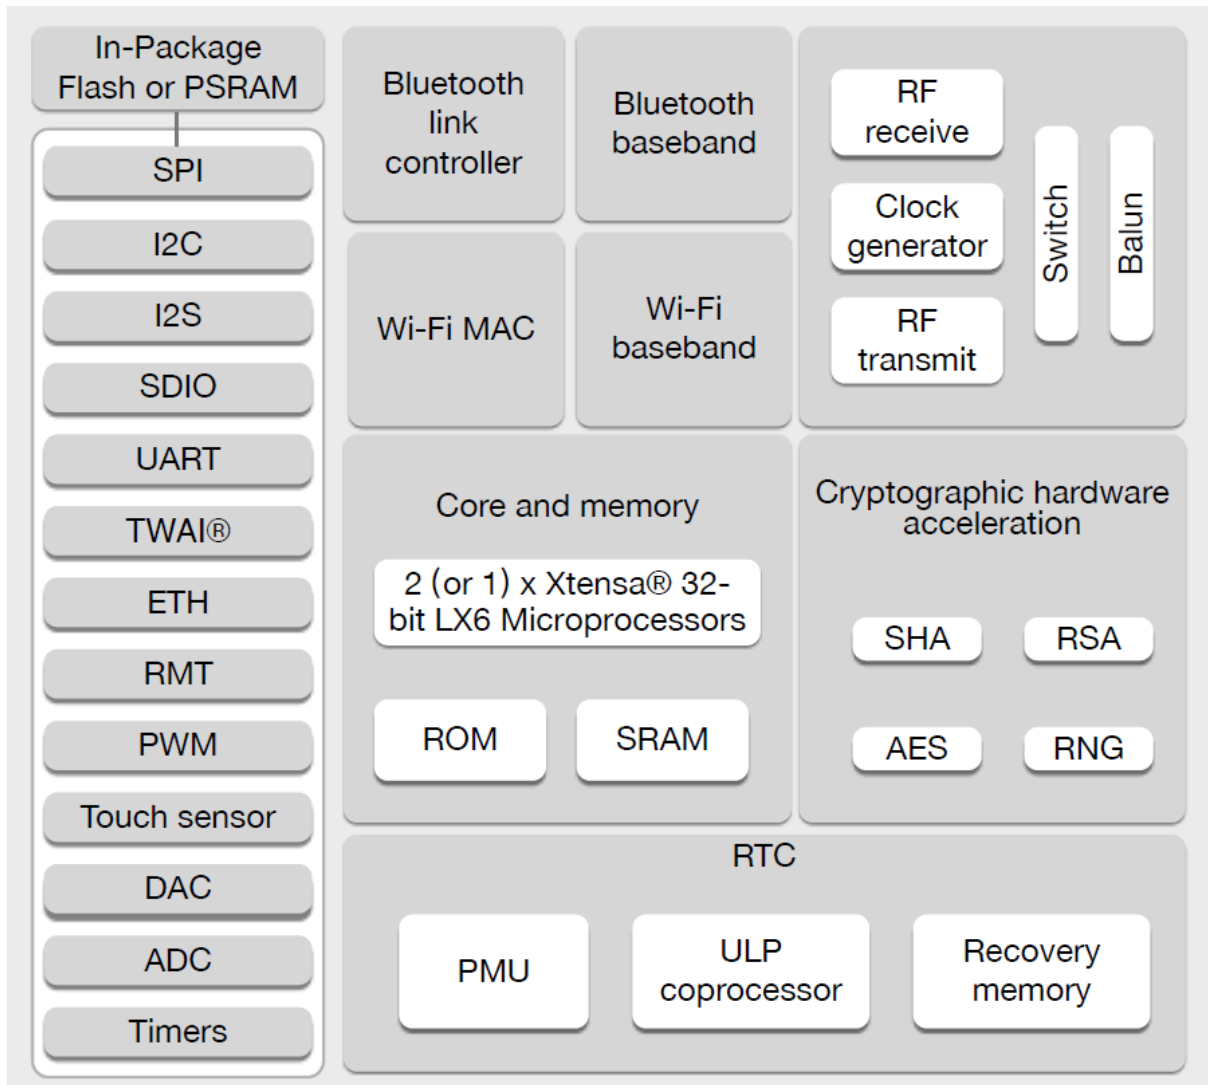 In-Package
Flash or PSRAM
SPI
I2C
I2S
SDIO
UART
TWAI®
ETH
RMT
PWM
Touch sensor
DAC
ADC
Timers
Bluetooth
link
controller
Bluetooth
baseband
Wi-Fi MAC
Wi-Fi
baseband
RF
receive
Clock
generator
RF
transmit
Switch
Balun
Core and memory
2 (or 1) x Xtensa® 32-
bit LX6 Microprocessors
ROM
SRAM
Cryptographic hardware
acceleration
SHA
RSA
AES
RNG
RTC
PMU
ULP
coprocessor
Recovery
memory